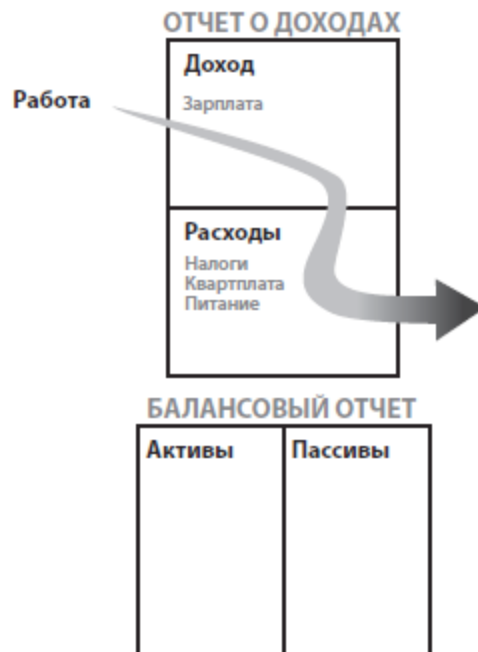 ОТЧЕТ О ДОХОДАХ
Доход
Работа
Зарплата
Расходы
Налоги
Квартплата
Питание
БАЛАНСОВЫЙ ОТЧЕТ
Активы
Пассивы